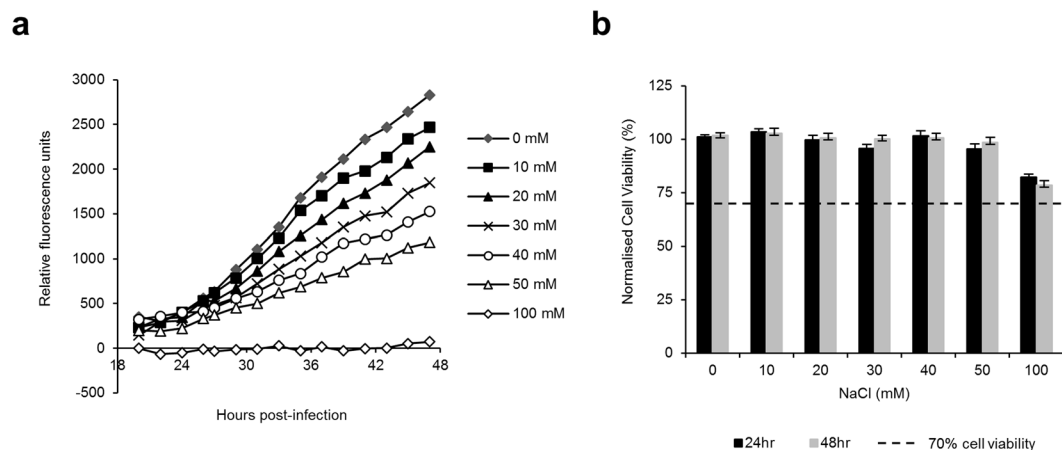 a
3000
2500
2000
1500
1000
500
0
-500
Relative fluorescence units
18 24 30 36 42 48
Hours post-infection
0 mM
10 mM
20 mM
30 mM
40 mM
50 mM
100 mM
b
125
100
75
50
25
0
Normalised Cell Viability (%)
0 10 20 30 40 50 100
NaCl (mM)
24hr 48hr 70% cell viability